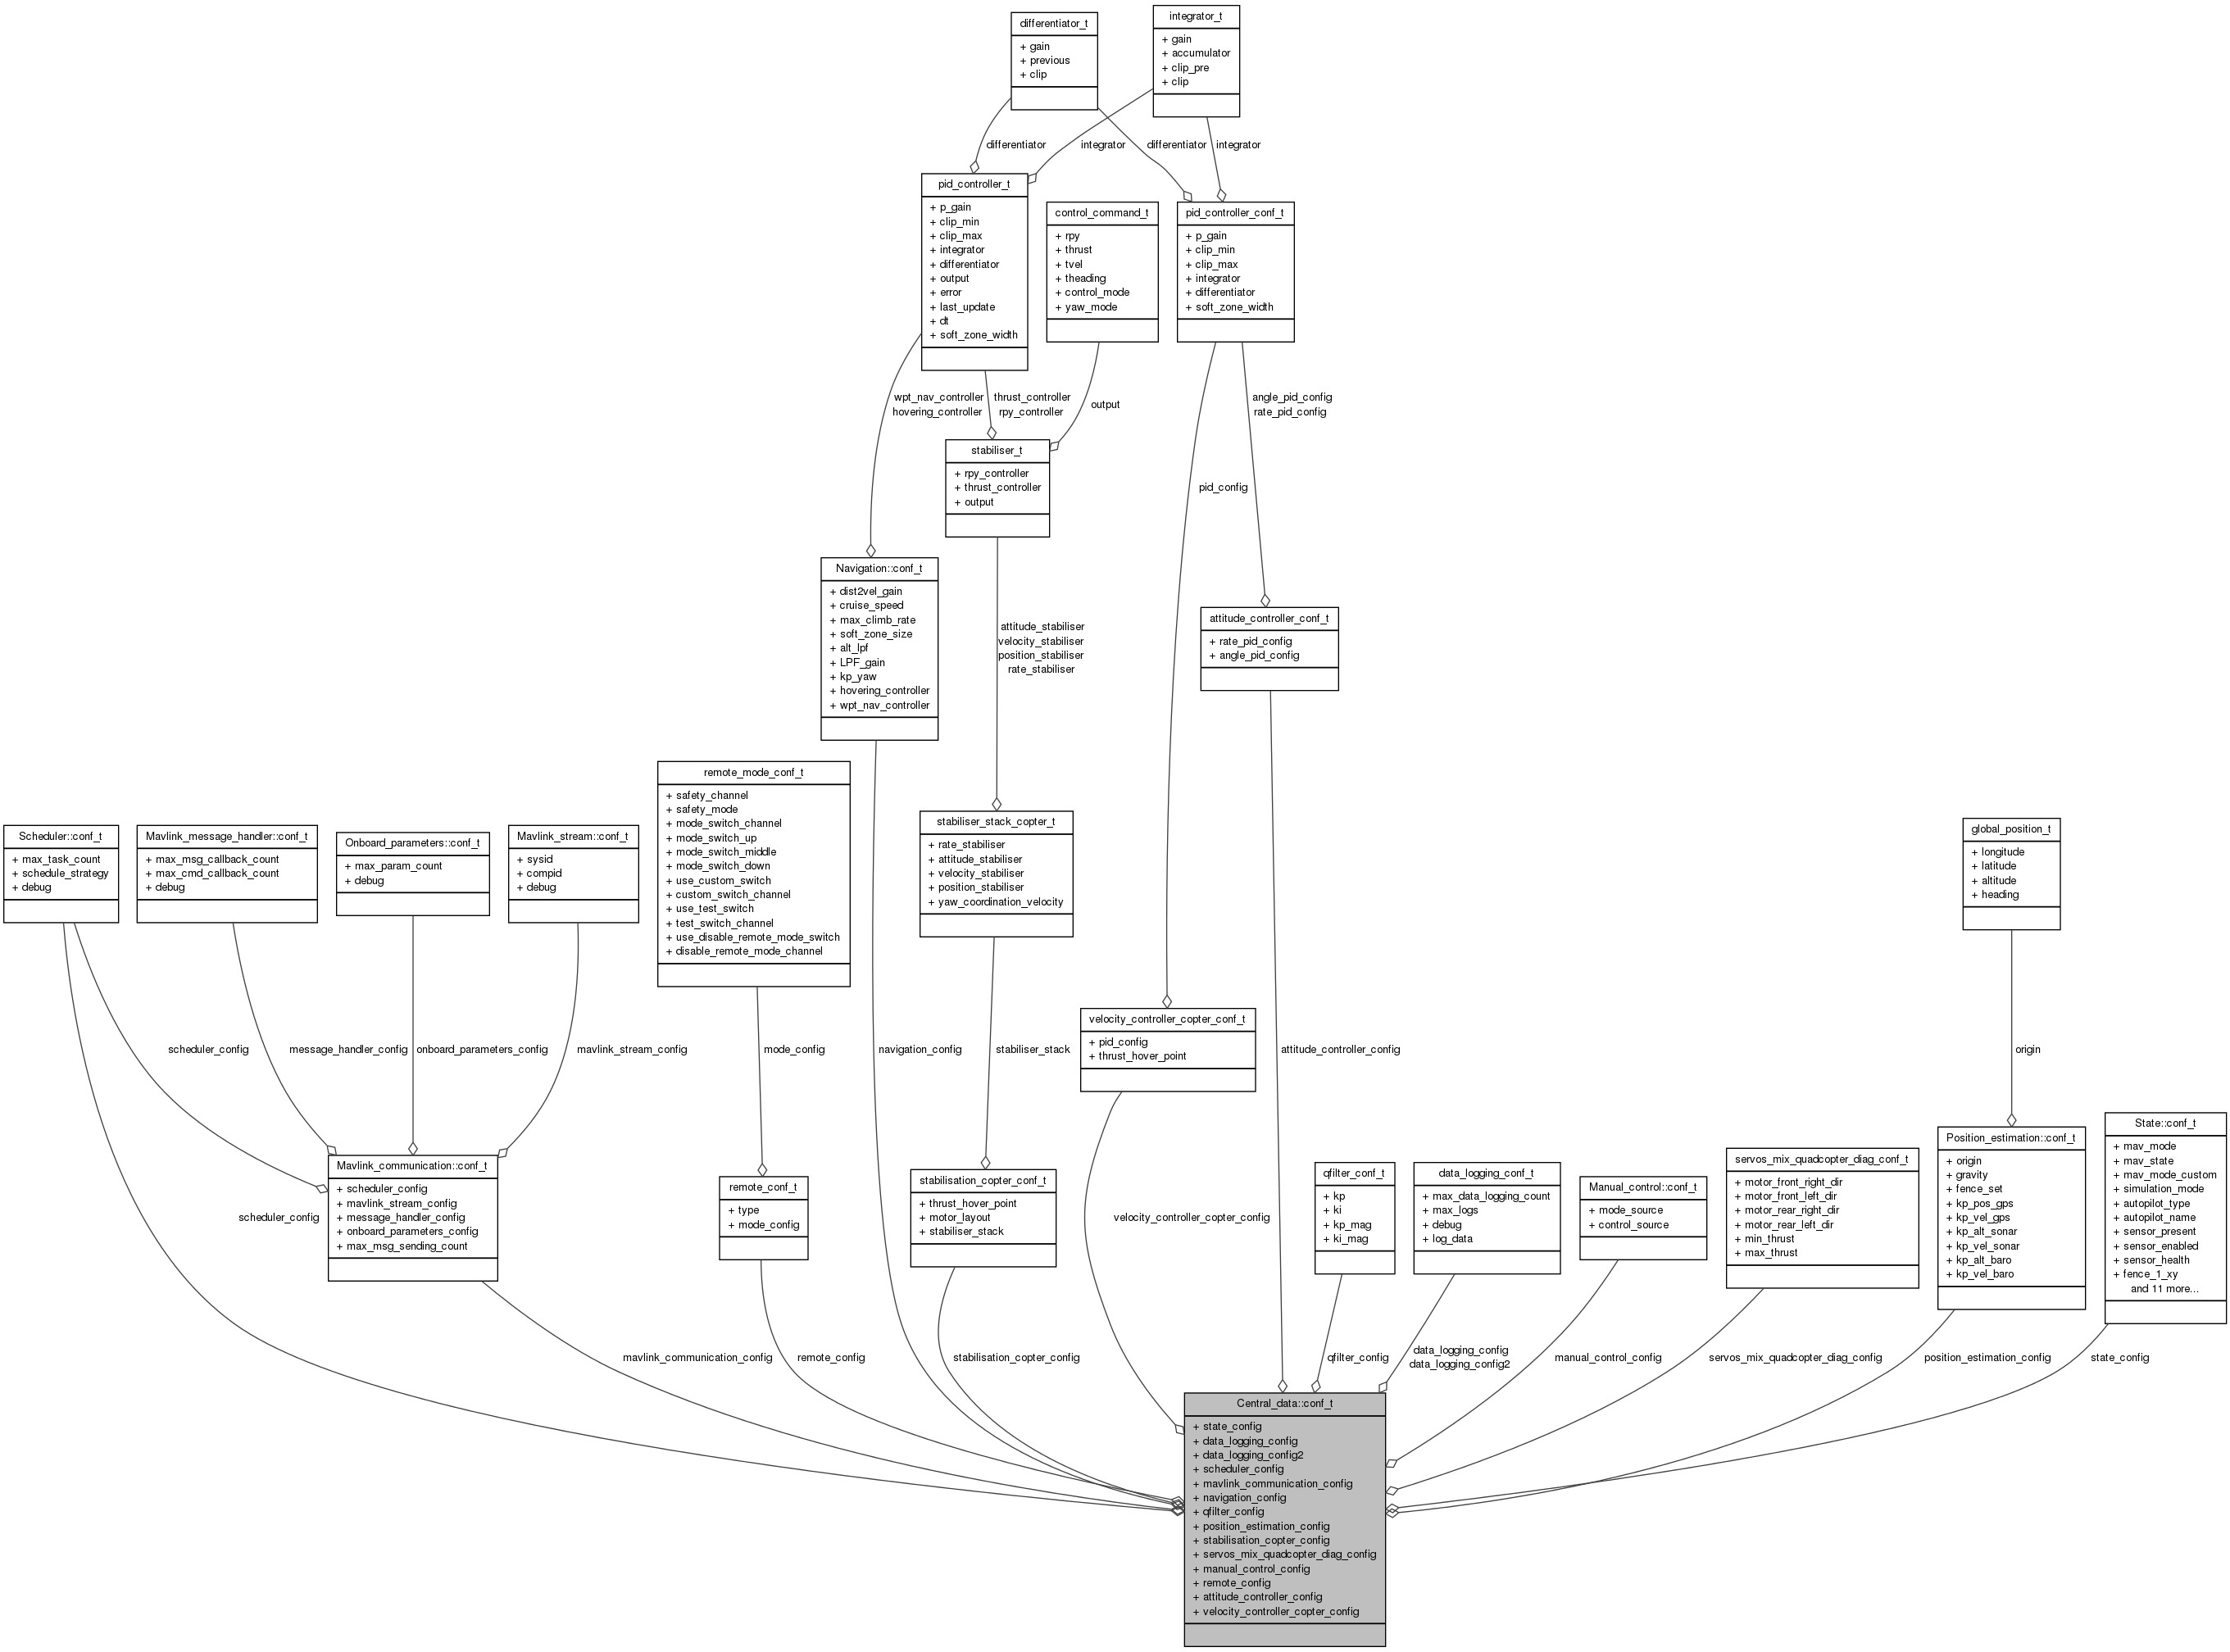 differentiator_t
+ gain
+ previous
+ clip
integrator_t
+ gain
+ accumulator
+ clip_pre
+ clip
differentiator
integrator
differentiator
integrator
pid_controller_t
+ p_gain
+ clip_min
+ clip_max
+ integrator
+ differentiator
+ output
+ error
+ last_update
+ dt
+ soft_zone_width
control_command_t
+ rpy
+ thrust
+ tvel
+ theading
+ control_mode
+ yaw_mode
pid_controller_conf_t
+ p_gain
+ clip_min
+ clip_max
+ integrator
+ differentiator
+ soft_zone_width
wpt_nav_controller
hovering_controller
thrust_controller
rpy_controller
output
angle_pid_config
rate_pid_config
stabiliser_t
+ rpy_controller
+ thrust_controller
+ output
pid_config
Navigation::conf_t
+ dist2vel_gain
+ cruise_speed
+ max_climb_rate
+ soft_zone_size
+ alt_lpf
+ LPF_gain
+ kp_yaw
+ hovering_controller
+ wpt_nav_controller
attitude_stabiliser
velocity_stabiliser
position_stabiliser
rate_stabiliser
attitude_controller_conf_t
+ rate_pid_config
+ angle_pid_config
Scheduler::conf_t
+ max_task_count
+ schedule_strategy
+ debug
Mavlink_message_handler::conf_t
+ max_msg_callback_count
+ max_cmd_callback_count
+ debug
Onboard_parameters::conf_t
+ max_param_count
+ debug
Mavlink_stream::conf_t
+ sysid
+ compid
+ debug
remote_mode_conf_t
+ safety_channel
+ safety_mode
+ mode_switch_channel
+ mode_switch_up
+ mode_switch_middle
+ mode_switch_down
+ use_custom_switch
+ custom_switch_channel
+ use_test_switch
+ test_switch_channel
+ use_disable_remote_mode_switch
+ disable_remote_mode_channel
stabiliser_stack_copter_t
+ rate_stabiliser
+ attitude_stabiliser
+ velocity_stabiliser
+ position_stabiliser
+ yaw_coordination_velocity
global_position_t
+ longitude
+ latitude
+ altitude
+ heading
velocity_controller_copter_conf_t
+ pid_config
+ thrust_hover_point
scheduler_config
message_handler_config
onboard_parameters_config
mavlink_stream_config
mode_config
navigation_config
stabiliser_stack
attitude_controller_config
origin
Mavlink_communication::conf_t
+ scheduler_config
+ mavlink_stream_config
+ message_handler_config
+ onboard_parameters_config
+ max_msg_sending_count
remote_conf_t
+ type
+ mode_config
stabilisation_copter_conf_t
+ thrust_hover_point
+ motor_layout
+ stabiliser_stack
qfilter_conf_t
+ kp
+ ki
+ kp_mag
+ ki_mag
data_logging_conf_t
+ max_data_logging_count
+ max_logs
+ debug
+ log_data
Manual_control::conf_t
+ mode_source
+ control_source
servos_mix_quadcopter_diag_conf_t
+ motor_front_right_dir
+ motor_front_left_dir
+ motor_rear_right_dir
+ motor_rear_left_dir
+ min_thrust
+ max_thrust
Position_estimation::conf_t
+ origin
+ gravity
+ fence_set
+ kp_pos_gps
+ kp_vel_gps
+ kp_alt_sonar
+ kp_vel_sonar
+ kp_alt_baro
+ kp_vel_baro
State::conf_t
+ mav_mode
+ mav_state
+ mav_mode_custom
+ simulation_mode
+ autopilot_type
+ autopilot_name
+ sensor_present
+ sensor_enabled
+ sensor_health
+ fence_1_xy
and 11 more...
scheduler_config
velocity_controller_copter_config
mavlink_communication_config
remote_config
stabilisation_copter_config
qfilter_config
data_logging_config
data_logging_config2
manual_control_config
servos_mix_quadcopter_diag_config
position_estimation_config
state_config
Central_data::conf_t
+ state_config
+ data_logging_config
+ data_logging_config2
+ scheduler_config
+ mavlink_communication_config
+ navigation_config
+ qfilter_config
+ position_estimation_config
+ stabilisation_copter_config
+ servos_mix_quadcopter_diag_config
+ manual_control_config
+ remote_config
+ attitude_controller_config
+ velocity_controller_copter_config